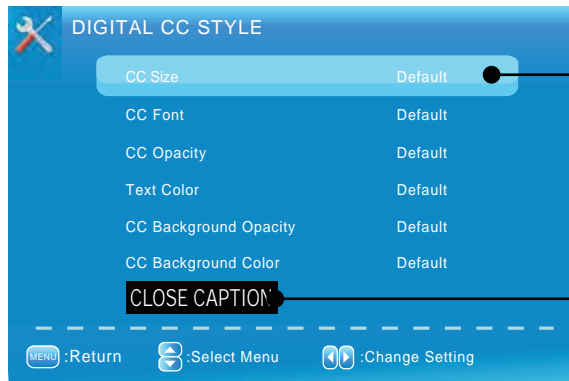 DIGITAL CC STYLE
CC Size Default
CC Font Default
CC Opacity Default
Text Color Default
CC Background Opacity Default
CC Background Color Default
CLOSE CAPTION
MENU :Return :Select Menu :Change Setting